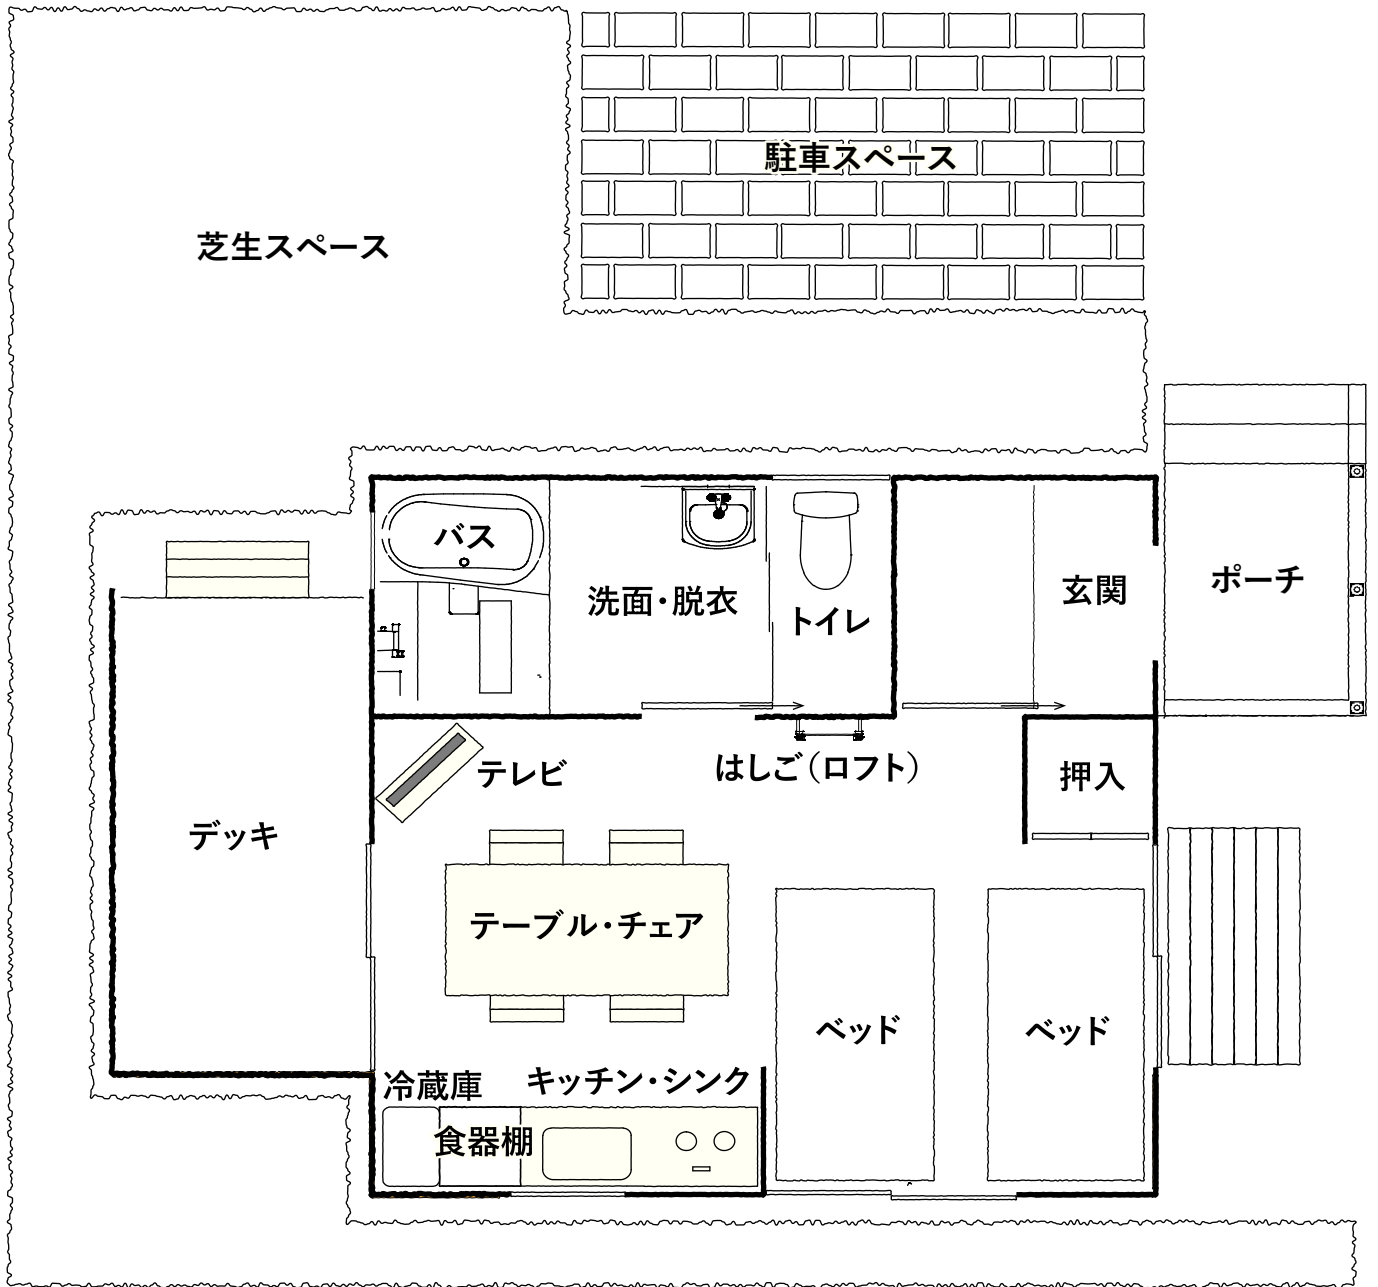 駐車スペース
芝生スペース
バス
洗面・脱衣
トイレ
玄関
ポーチ
テレビ
はしご(ロフト)
押入
デッキ
テーブル・チェア
ベッド
ベッド
冷蔵庫
キッチン・シンク
食器棚